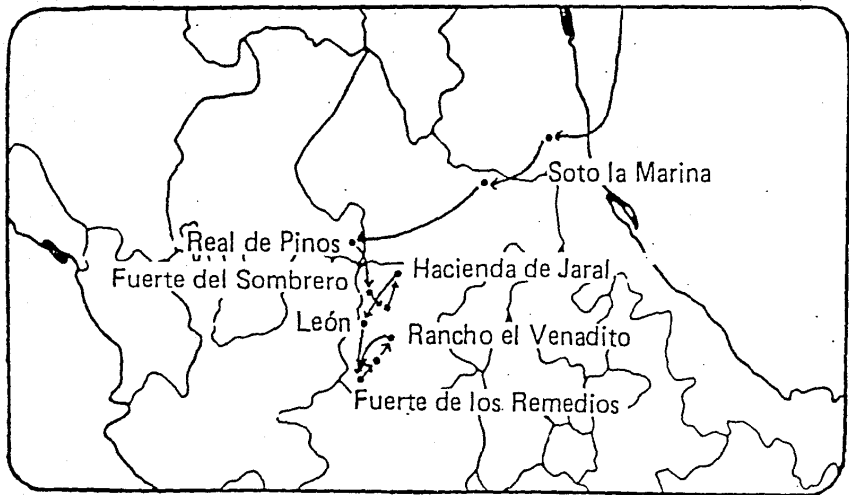 Soto la Marina
Real de Pinos
Hacienda de Jaral
Fuerte del Sombrero
León
Rancho el Venadito
Fuerte de los Remedios